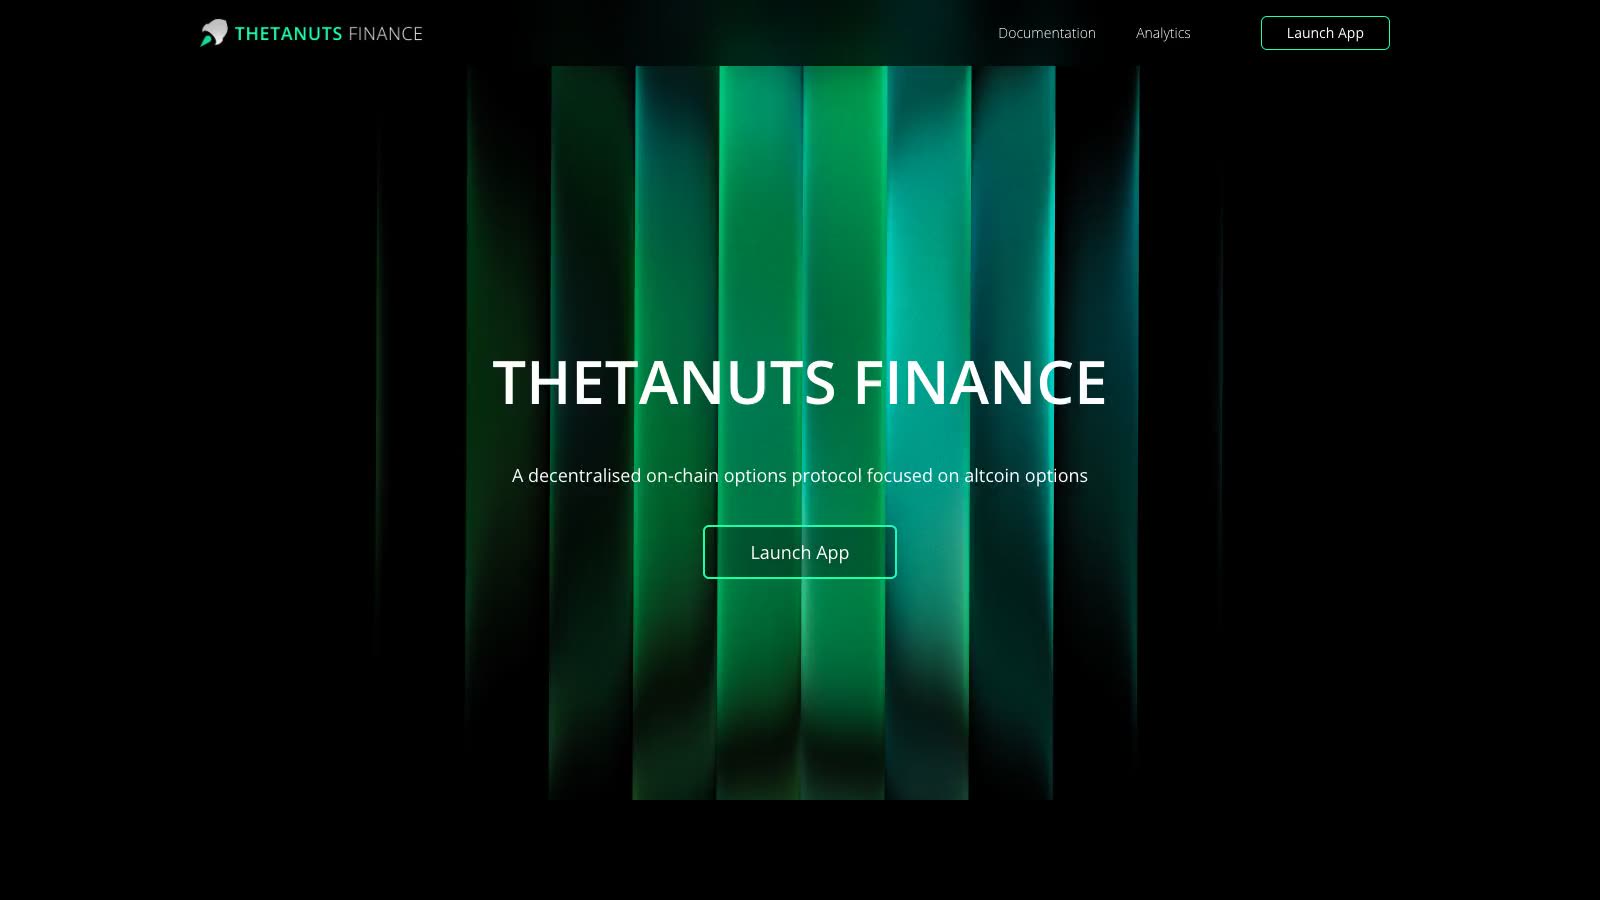 THETANUTS FINANCE
Documentation
Analytics
Launch App
THETANUTS FINANCE
A decentralised on-chain options protocol focused on altcoin options
Launch App